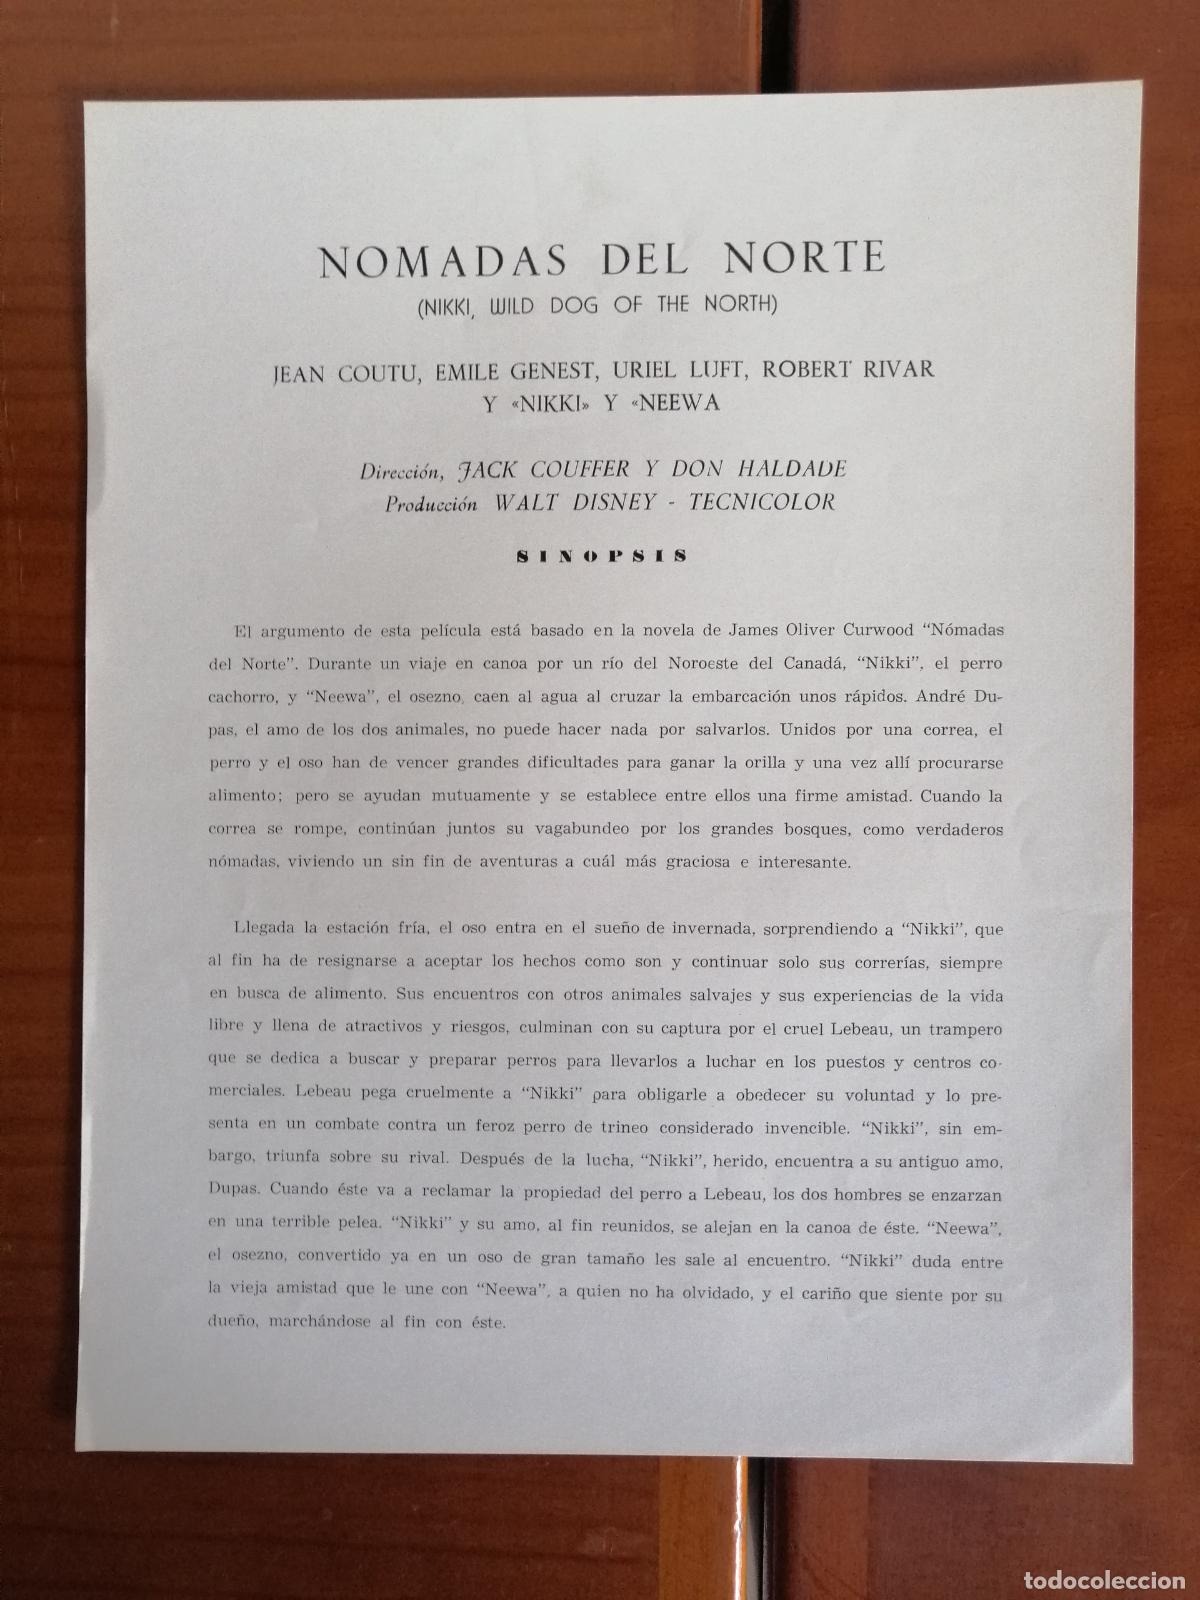 NOMADAS DEL NORTE
(NIKKI, WILD DOG OF THE NORTH)
JEAN COUTU, EMILE GENEST, URIEL LUFT, ROBERT RIVAR
Y «NIKKI» Y «NEEWA
Dirección, JACK COUFFER Y DON HALDADE
Producción WALT DISNEY - TECNICOLOR
SINOPSIS
El argumento de esta película está basado en la novela de James Oliver Curwood “Nómadas
del Norte”. Durante un viaje en canoa por un río del Noroeste del Canadá, “Nikki”, el perro
cachorro, y “Neewa”, el osezno, caen al agua al cruzar la embarcación unos rápidos. André Du-
pas, el amo de los dos animales, no puede hacer nada por salvarlos. Unidos por una correa, el
perro y el oso han de vencer grandes dificultades para ganar la orilla y una vez allí procurarse
alimento; pero se ayudan mutuamente y se establece entre ellos una firme amistad. Cuando la
correa se rompe, continúan juntos su vagabundeo por los grandes bosques, como verdaderos
nómadas, viviendo un sin fin de aventuras a cuál más graciosa e interesante.
Llegada la estación fría, el oso entra en el sueño de invernada, sorprendiendo a “Nikki”, que
al fin ha de resignarse a aceptar los hechos como son y continuar solo sus correrías, siempre
en busca de alimento. Sus encuentros con otros animales salvajes y sus experiencias de la vida
libre y llena de atractivos y riesgos, culminan con su captura por el cruel Lebeau, un trampero
que se dedica a buscar y preparar perros para llevarlos a luchar en los puestos y centros co-
merciales. Lebeau pega cruelmente a “Nikki” para obligarle a obedecer su voluntad y lo pre-
senta en un combate contra un feroz perro de trineo considerado invencible. “Nikki”, sin em-
bargo, triunfa sobre su rival. Después de la lucha, “Nikki”, herido, encuentra a su antiguo amo,
Dupas. Cuando éste va a reclamar la propiedad del perro a Lebeau, los dos hombres se enzarzan
en una terrible pelea. “Nikki” y su amo, al fin reunidos, se alejan en la canoa de éste. “Neewa”,
el osezno, convertido ya en un oso de gran tamaño les sale al encuentro. “Nikki” duda entre
la vieja amistad que le une con “Neewa”, a quien no ha olvidado, y el cariño que siente por su
dueño, marchándose al fin con éste.
todocoleccion